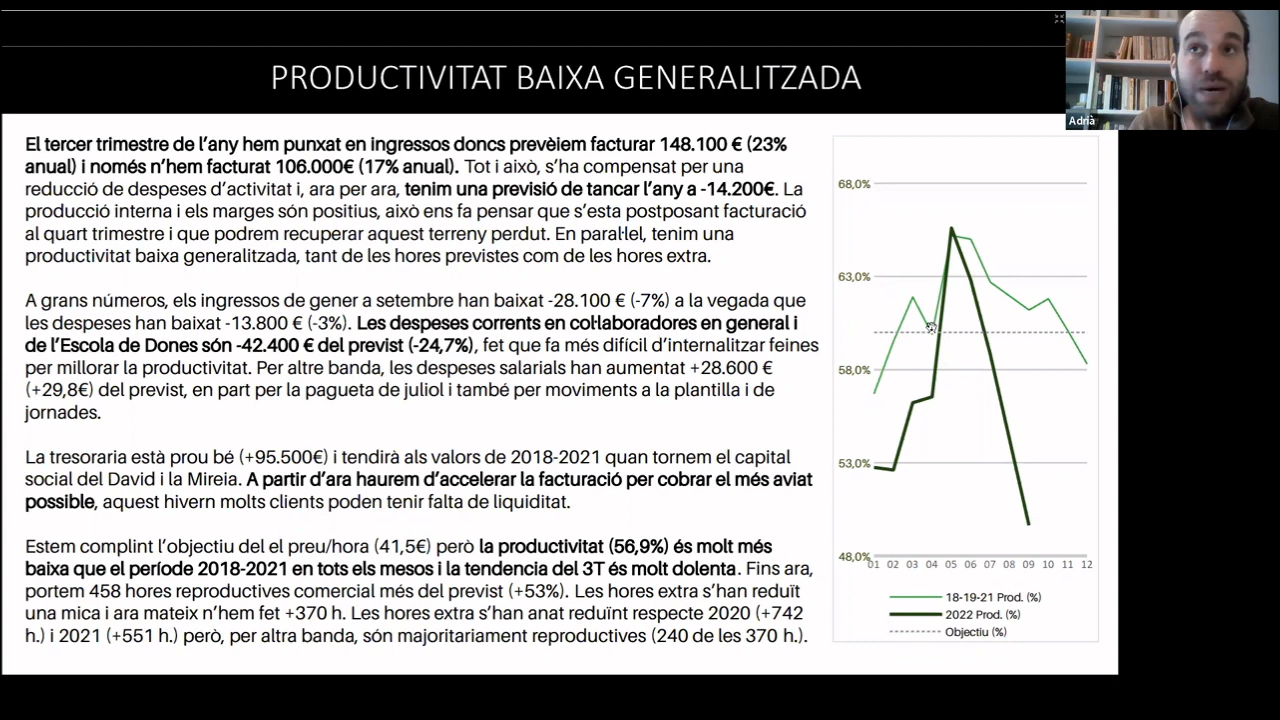 PRODUCTIVITAT BAIXA GENERALITZADA
Adrià
El tercer trimestre de l’any hem punxat en ingressos doncs prevèiem facturar 148.100 € (23%
anual) i només n’hem facturat 106.000€ (17% anual). Tot i això, s’ha compensat per una
reducció de despeses d’activitat i, ara per ara, tenim una previsió de tancar l’any a -14.200€. La
producció interna i els marges són positius, això ens fa pensar que s’esta postposant facturació
al quart trimestre i que podrem recuperar aquest terreny perdut. En paral·lel, tenim una
productivitat baixa generalitzada, tant de les hores previstes com de les hores extra.
A grans números, els ingressos de gener a setembre han baixat -28.100 € (-7%) a la vegada que
les despeses han baixat -13.800 € (-3%). Les despeses corrents en col·laboradores en general i
de l’Escola de Dones són -42.400 € del previst (-24,7%), fet que fa més difícil d’internalitzar feines
per millorar la productivitat. Per altre banda, les despeses salarials han aumentat +28.600 €
(+29,8€) del previst, en part per la pagueta de juliol i també per moviments a la plantilla i de
jornades.
La tresoraria està prou bé (+95.500€) i tendirà als valors de 2018-2021 quan tornem el capital
social del David i la Mireia. A partir d’ara haurem d’accelerar la facturació per cobrar el més aviat
possible, aquest hivern molts clients poden tenir falta de liquiditat.
Estem complint l’objectiu del el preu/hora (41,5€) però la productivitat (56,9%) és molt més
baixa que el període 2018-2021 en tots els mesos i la tendencia del 3T és molt dolenta. Fins ara,
portem 458 hores reproductives comercial més del previst (+53%). Les hores extra s’han reduït
una mica i ara mateix n’hem fet +370 h. Les hores extra s’han anat reduïnt respecte 2020 (+742
h.) i 2021 (+551 h.) però, per altra banda, són majoritariament reproductives (240 de les 370 h.).
68,0%
63,0%
58,0%
53,0%
48,0%
01 02 03 04 05 06 07 08 09 10 11 12
18-19-21 Prod. (%)
2022 Prod. (%)
Objectiu (%)